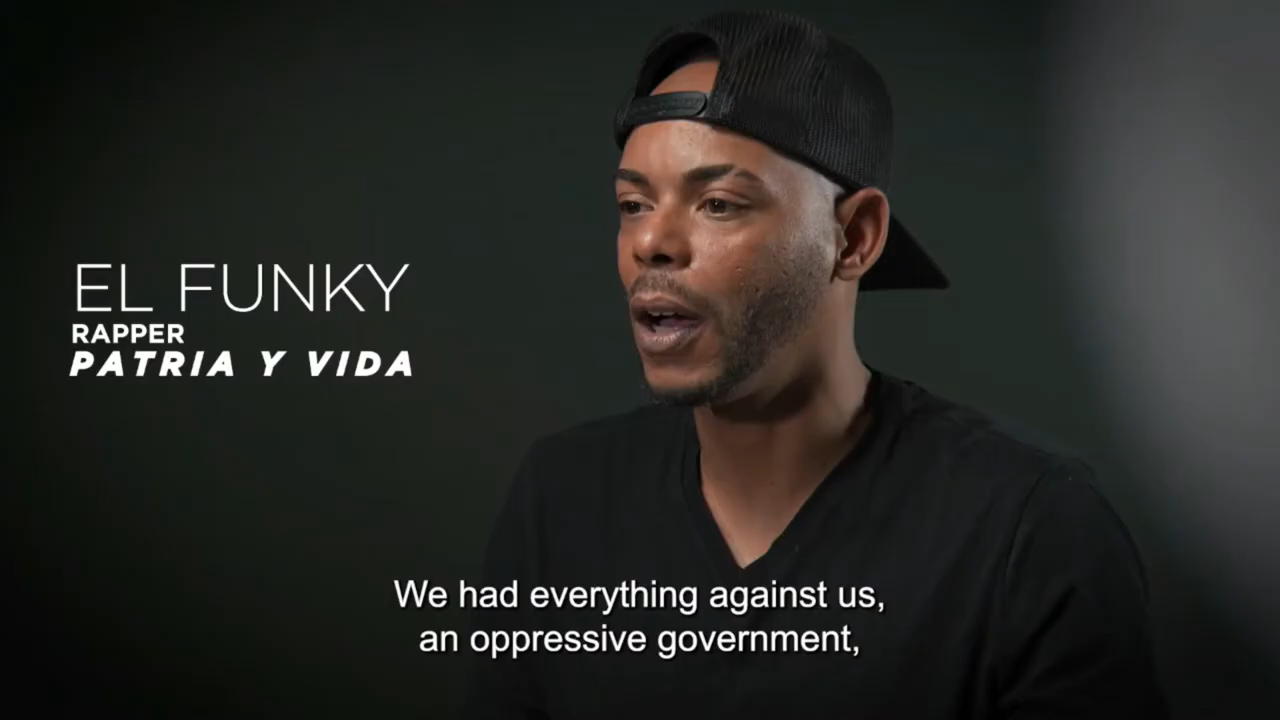 EL FUNKY
RAPPER
PATRIA Y VIDA
We had everything against us,
an oppressive government,